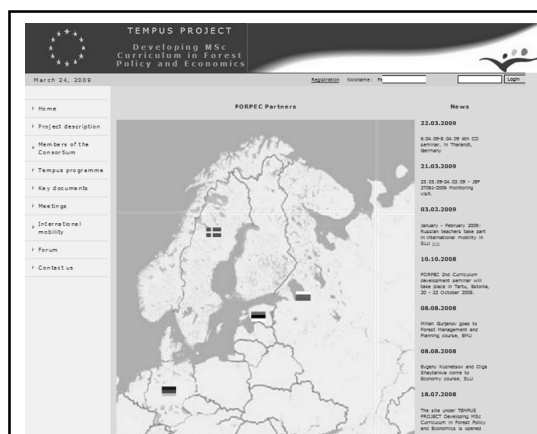 TEMPUS PROJECT
Developing MSc
Curriculum in Forest
Policy and Economics
March 24, 2009
Registration Nickname: Login
Home
Project description
Members of the
Consortium
Tempus programme
Key documents
Meetings
International
mobility
Forum
Contact us
FORPEC Partners
News
22.03.2009
6.04.09-8.04.09 4th CD
seminar, in Tharandt,
Germany
21.03.2009
23.03.09-24.03.09 - JEP
27061-2006 Monitoring
visit.
03.02.2009
January - February 2009:
Russian teachers take part
in international mobility in
SLU >>
10.10.2008
FORPEC 2nd Curriculum
development seminar will
take place in Tartu, Estonia,
20 - 22 October 2008.
08.08.2008
Mihail Gurjanov goes to
Forest Management and
Planning course, EMU
08.08.2008
Evgeny Kuznetsov and Olga
Shaytarova come to
Economy course, SLU
18.07.2008
The site under TEMPUS
PROJECT Developing MSc
Curriculum in Forest Policy
and Economics is opened